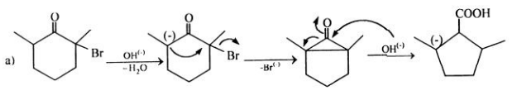 O
Br
a)
OH(-)
-H₂O
O
(-)
Br
-Br(-)
O
OH(-)
COOH
(-)